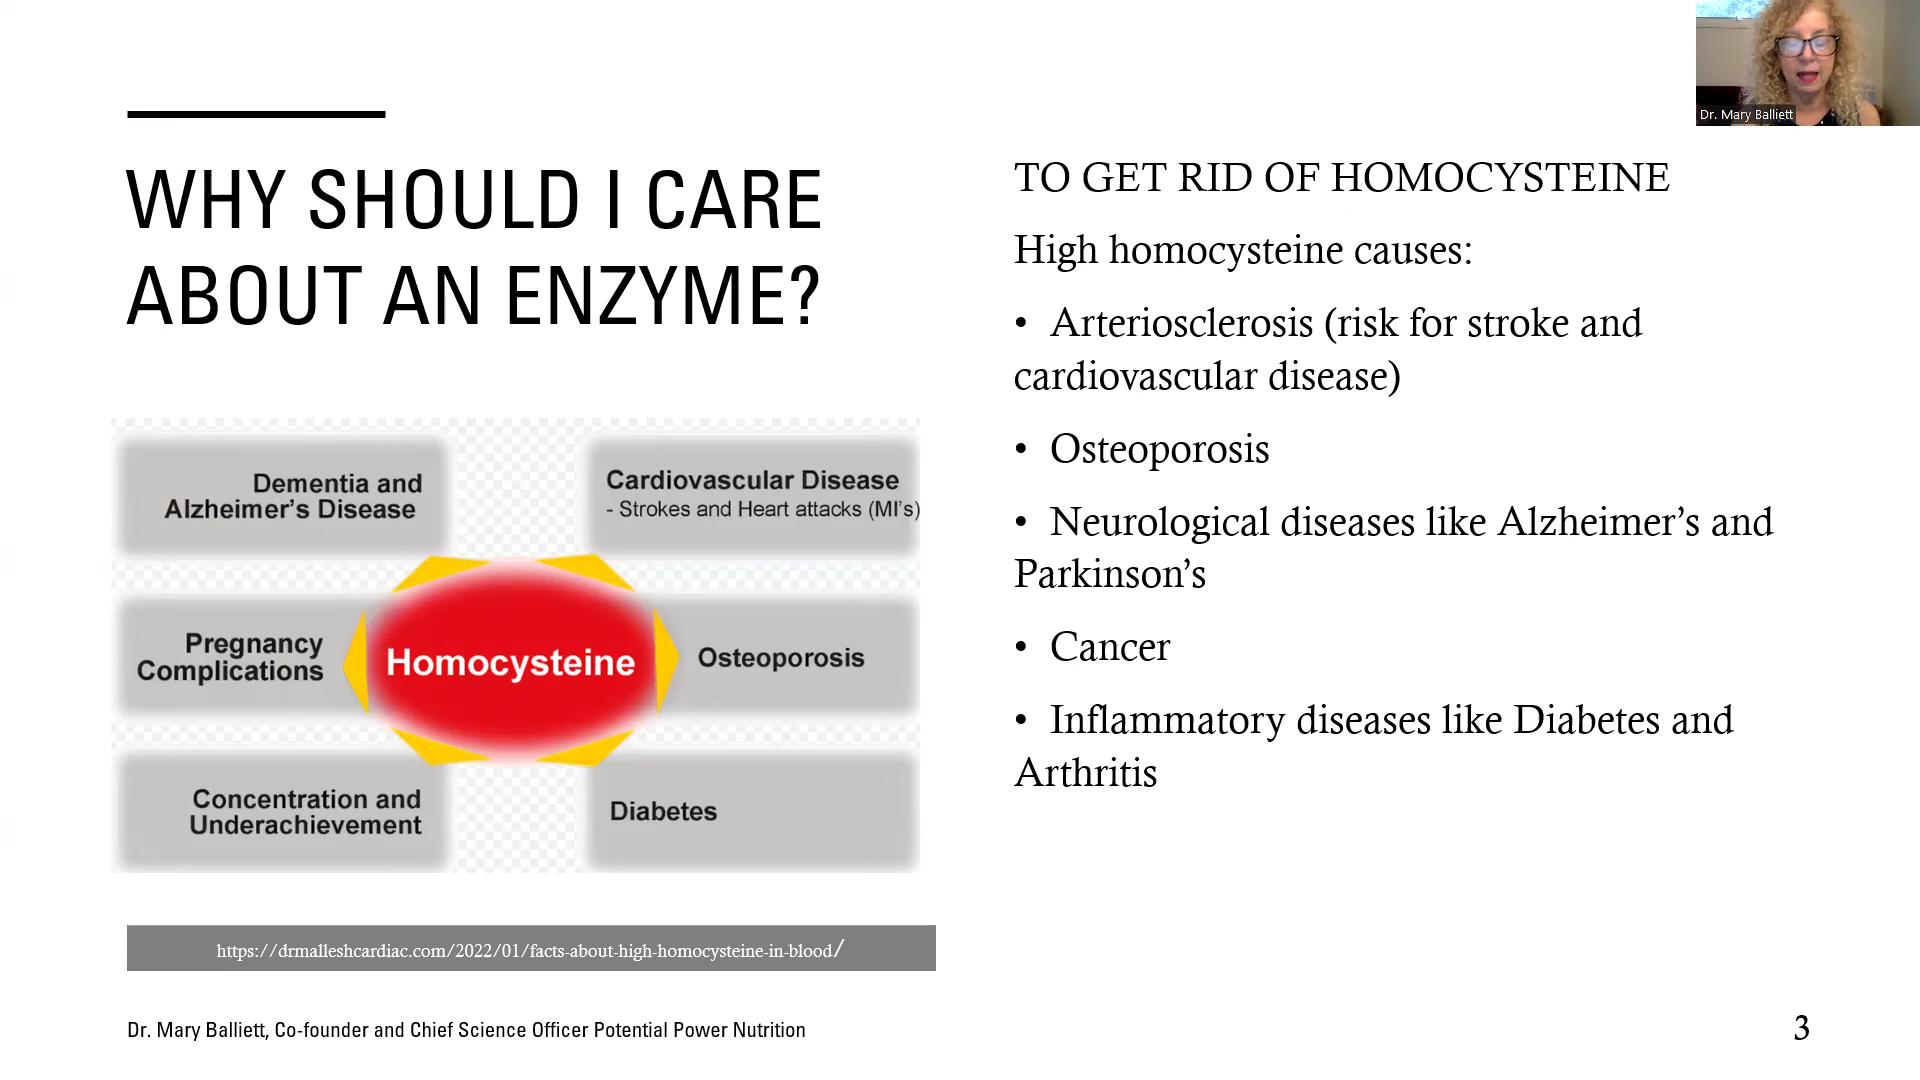 Dr. Mary Balliett
WHY SHOULD I CARE
ABOUT AN ENZYME?
Dementia and
Alzheimer's Disease
Cardiovascular Disease
- Strokes and Heart attacks (MI's)
Pregnancy
Complications
Homocysteine
Osteoporosis
Concentration and
Underachievement
Diabetes
https://drmalleshcardiac.com/2022/01/facts-about-high-homocysteine-in-blood/
TO GET RID OF HOMOCYSTEINE
High homocysteine causes:
• Arteriosclerosis (risk for stroke and
cardiovascular disease)
• Osteoporosis
• Neurological diseases like Alzheimer’s and
Parkinson’s
• Cancer
• Inflammatory diseases like Diabetes and
Arthritis
Dr. Mary Balliett, Co-founder and Chief Science Officer Potential Power Nutrition
3